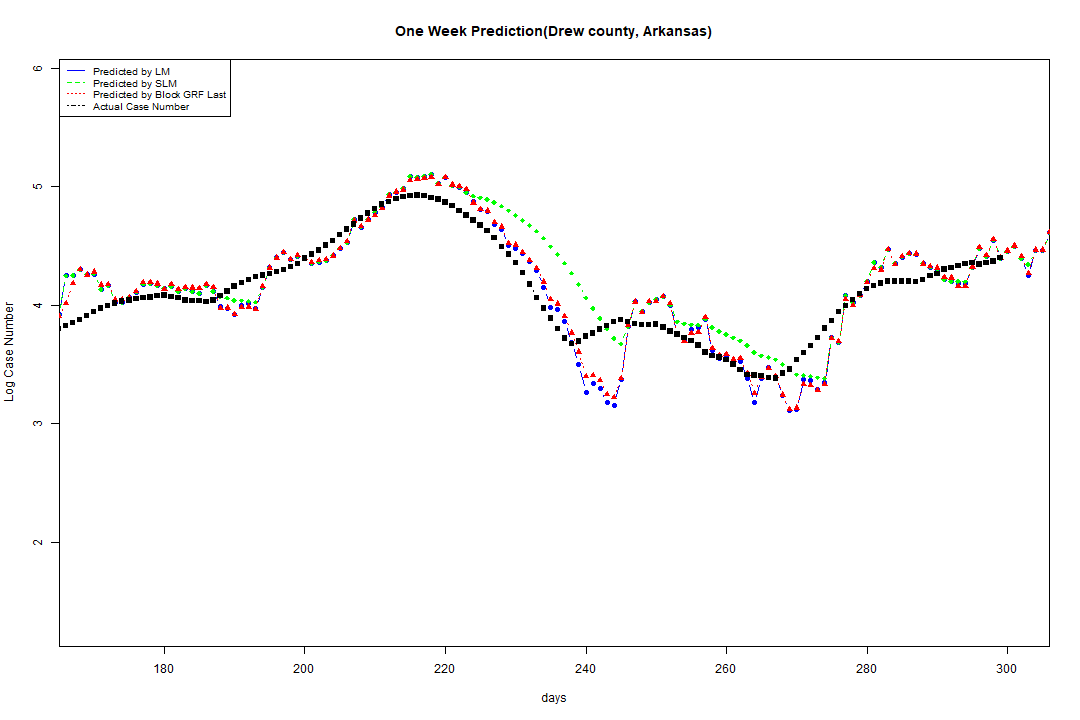 One Week Prediction(Drew county, Arkansas)
Predicted by LM
Predicted by SLM
Predicted by Block GRF Last
Actual Case Number
6
5
4
3
2
Log Case Number
180 200 220 240 260 280 300
days